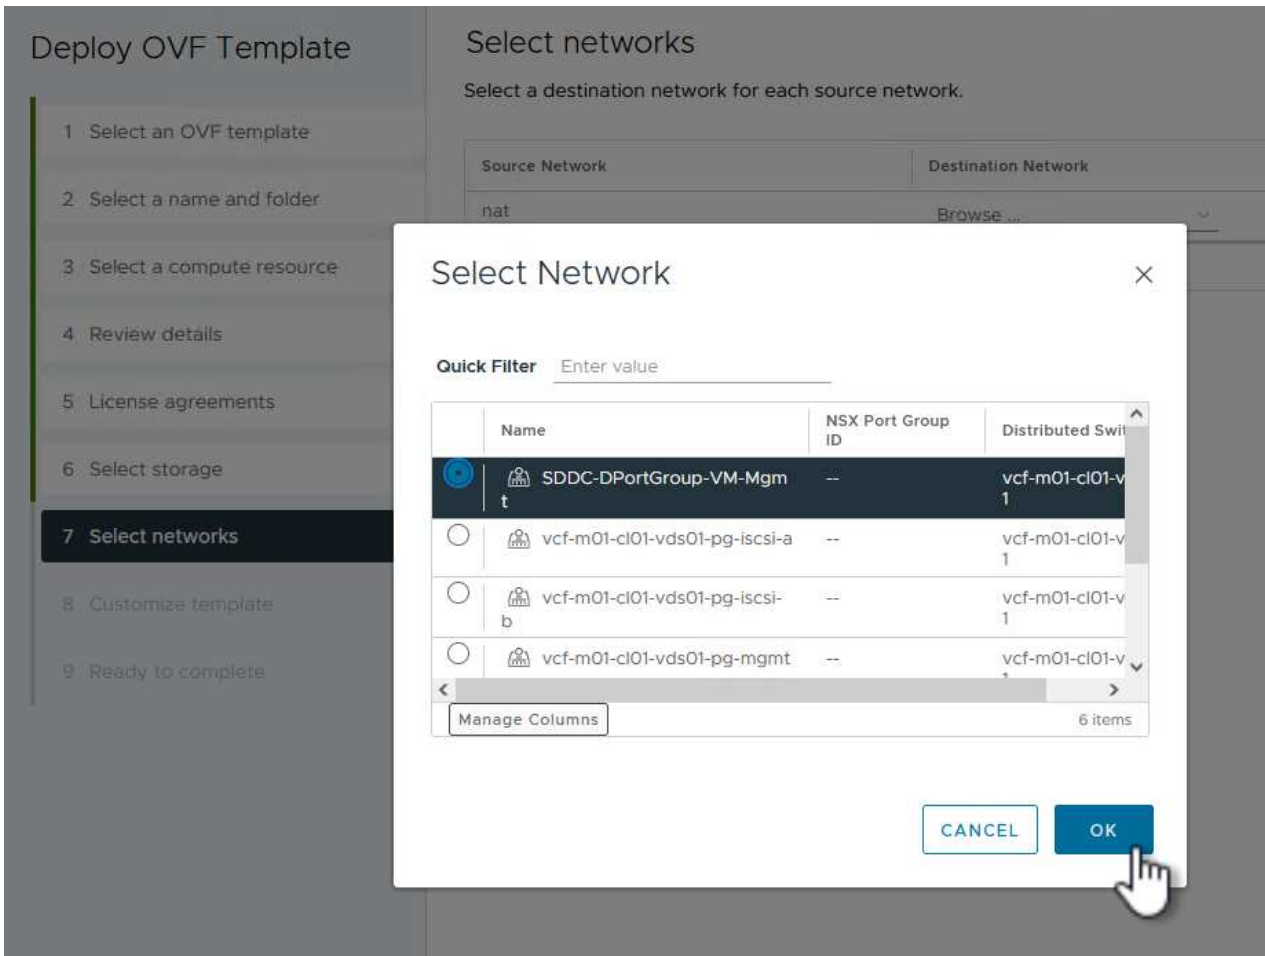 Deploy OVF Template
1 Select an OVF template
2 Select a name and folder
3 Select a compute resource
4 Review details
5 License agreements
6 Select storage
7 Select networks
8 Customize template
9 Ready to complete
Select networks
Select a destination network for each source network.
Source Network Destination Network
nat Browse ...
Select Network
Quick Filter Enter value
Name NSX Port Group Distributed Swit
ID
SDDC-DPortGroup-VM-Mgm -- vcf-m01-cl01-v
t 1
vcf-m01-cl01-vds01-pg-iscsi-a -- vcf-m01-cl01-v
1
vcf-m01-cl01-vds01-pg-iscsi- -- vcf-m01-cl01-v
b 1
vcf-m01-cl01-vds01-pg-mgmt -- vcf-m01-cl01-v
Manage Columns 6 items
CANCEL OK